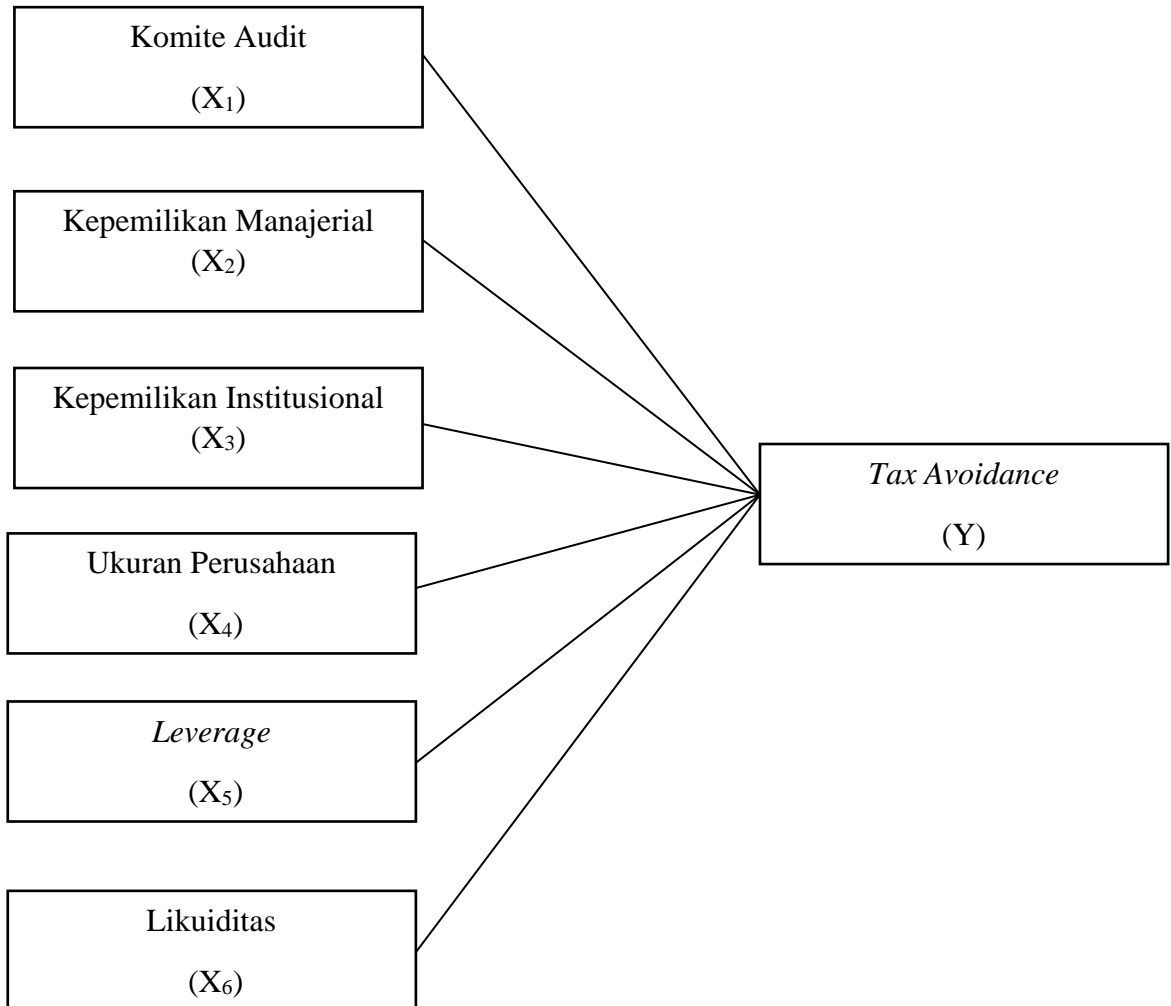 Komite Audit
(X₁)
Kepemilikan Manajerial
(X₂)
Kepemilikan Institusional
(X₃)
Ukuran Perusahaan
(X₄)
Leverage
(X₅)
Likuiditas
(X₆)
Tax Avoidance
(Y)